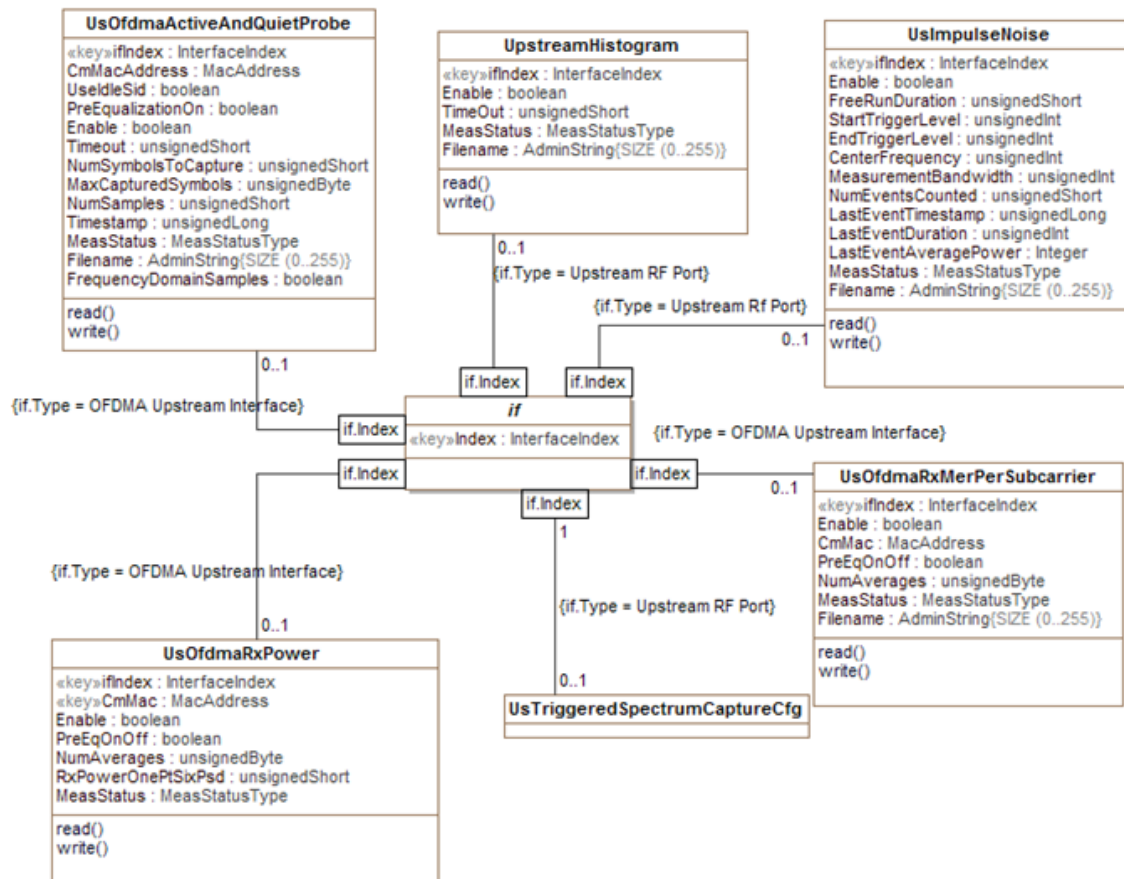 UsOfdmaActiveAndQuietProbe
«key»ifIndex : InterfaceIndex
CmMacAddress : MacAddress
UseIdleSid : boolean
PreEqualizationOn : boolean
Enable : boolean
Timeout : unsignedShort
NumSymbolsToCapture : unsignedShort
MaxCapturedSymbols : unsignedByte
NumSamples : unsignedShort
Timestamp : unsignedLong
MeasStatus : MeasStatusType
Filename : AdminString{SIZE (0..255)}
FrequencyDomainSamples : boolean
read()
write()
0..1
{if.Type = OFDMA Upstream Interface}
UpstreamHistogram
«key»ifIndex : InterfaceIndex
Enable : boolean
TimeOut : unsignedShort
MeasStatus : MeasStatusType
Filename : AdminString{SIZE (0..255)}
read()
write()
0..1
{if.Type = Upstream RF Port}
UsImpulseNoise
«key»ifIndex : InterfaceIndex
Enable : boolean
FreeRunDuration : unsignedShort
StartTriggerLevel : unsignedInt
EndTriggerLevel : unsignedInt
CenterFrequency : unsignedInt
MeasurementBandwidth : unsignedInt
NumEventsCounted : unsignedShort
LastEventTimestamp : unsignedLong
LastEventDuration : unsignedInt
LastEventAveragePower : Integer
MeasStatus : MeasStatusType
Filename : AdminString{SIZE (0..255)}
read()
write()
{if.Type = Upstream Rf Port}
0..1
if.Index
if.Index
if.Index
if
«key»Index : InterfaceIndex
if.Index
if.Index
if.Index
{if.Type = OFDMA Upstream Interface}
0..1
UsOfdmaRxMerPerSubcarrier
«key»ifIndex : InterfaceIndex
Enable : boolean
CmMac : MacAddress
PreEqOnOff : boolean
NumAverages : unsignedByte
MeasStatus : MeasStatusType
Filename : AdminString{SIZE (0..255)}
read()
write()
1
{if.Type = Upstream RF Port}
0..1
UsTriggeredSpectrumCaptureCfg
{if.Type = OFDMA Upstream Interface}
0..1
UsOfdmaRxPower
«key»ifIndex : InterfaceIndex
«key»CmMac : MacAddress
Enable : boolean
PreEqOnOff : boolean
NumAverages : unsignedByte
RxPowerOnePtSixPsd : unsignedShort
MeasStatus : MeasStatusType
read()
write()